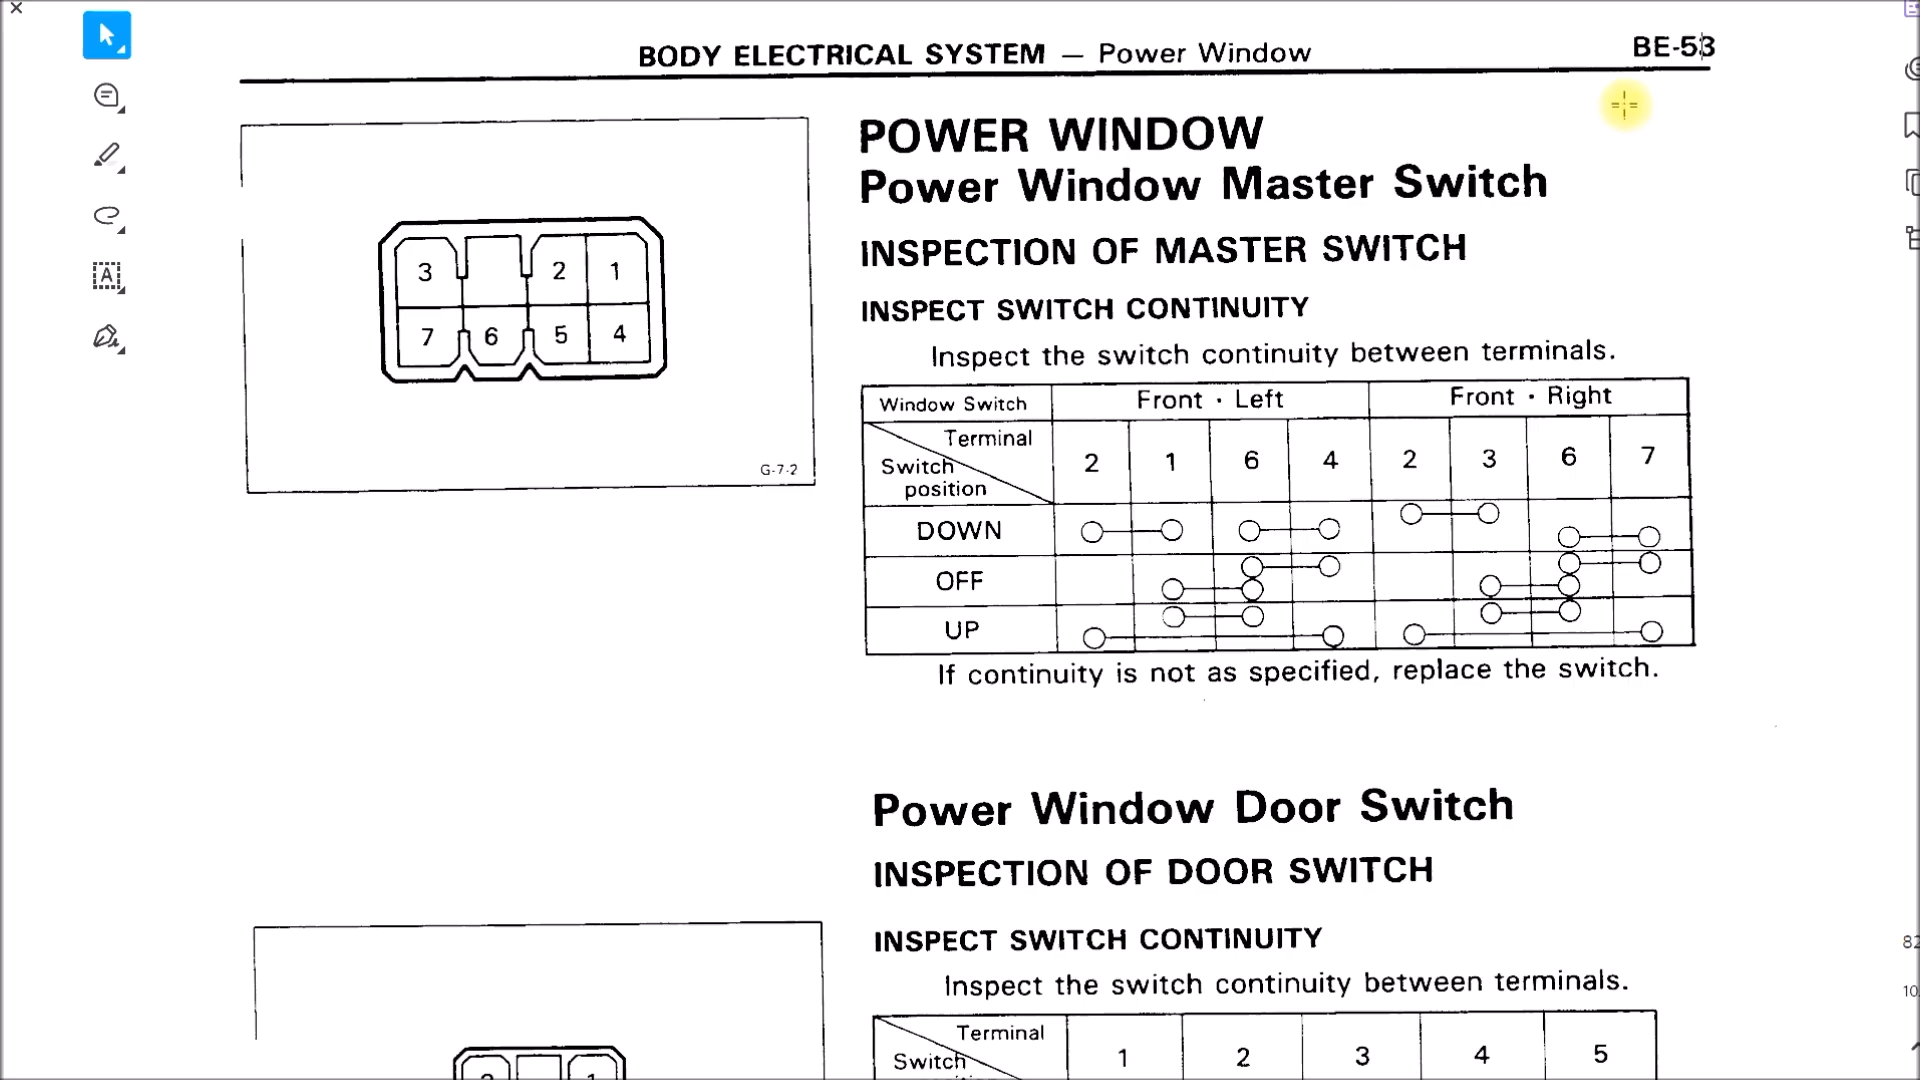 BODY ELECTRICAL SYSTEM — Power Window
BE-53
3 2 1
7 6 5 4
G-7-2
POWER WINDOW
Power Window Master Switch
INSPECTION OF MASTER SWITCH
INSPECT SWITCH CONTINUITY
Inspect the switch continuity between terminals.
Window Switch Front · Left Front · Right
Terminal
Switch position
2 1 6 4 2 3 6 7
DOWN
OFF
UP
If continuity is not as specified, replace the switch.
Power Window Door Switch
INSPECTION OF DOOR SWITCH
INSPECT SWITCH CONTINUITY
Inspect the switch continuity between terminals.
Terminal
Switch
1 2 3 4 5